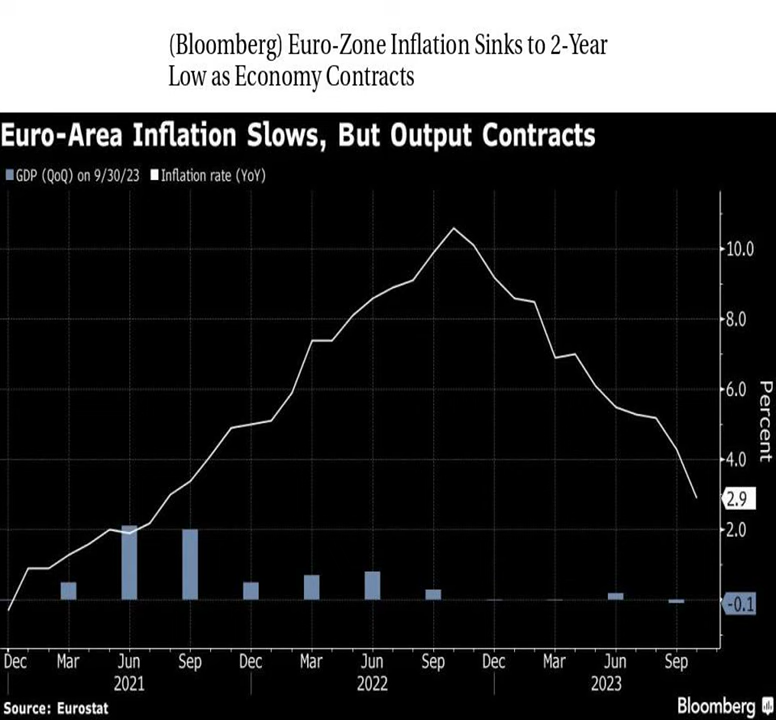 (Bloomberg) Euro-Zone Inflation Sinks to 2-Year
Low as Economy Contracts
Euro-Area Inflation Slows, But Output Contracts
GDP (QoQ) on 9/30/23 Inflation rate (YoY)
10.0
8.0
6.0
4.0
2.9
2.0
-0.1
Percent
Dec Mar Jun Sep Dec Mar Jun Sep Dec Mar Jun Sep
2021 2022 2023
Source: Eurostat
Bloomberg